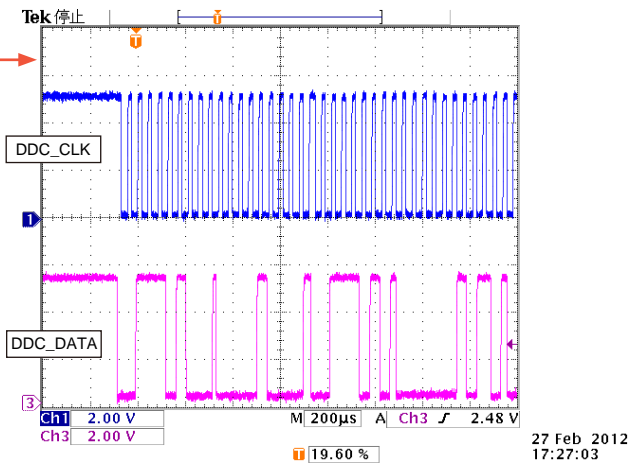 Tek 停止
T
T
DDC_CLK
1
DDC_DATA
3
Ch1 2.00 V M 200µs A Ch3 2.48 V
Ch3 2.00 V
T 19.60 %
27 Feb 2012
17:27:03